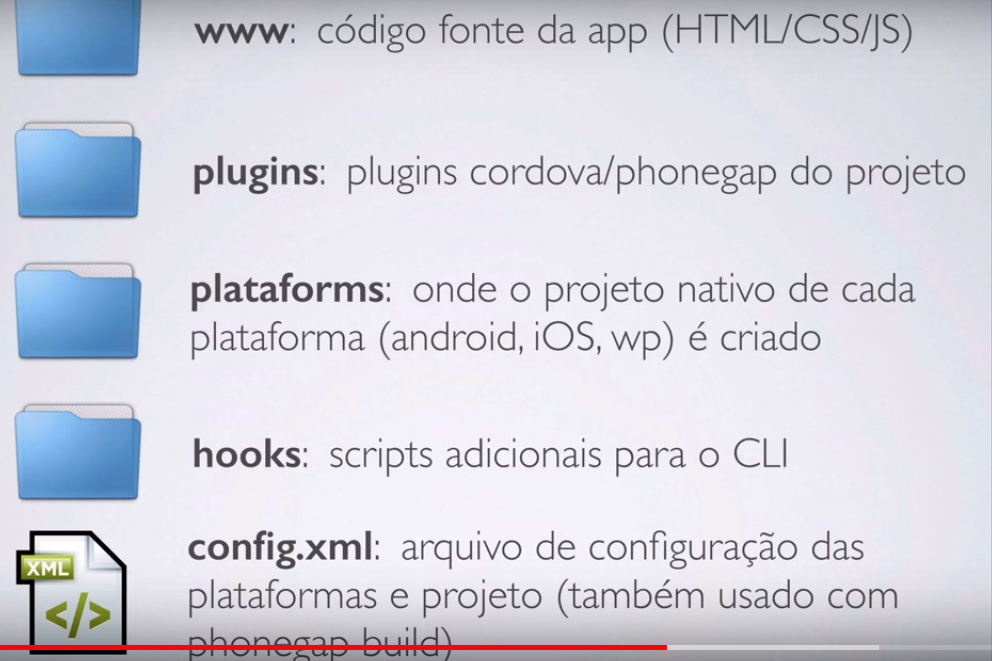 www: código fonte da app (HTML/CSS/JS)
plugins: plugins cordova/phonegap do projeto
plataforms: onde o projeto nativo de cada
plataforma (android, iOS, wp) é criado
hooks: scripts adicionais para o CLI
config.xml: arquivo de configuração das
XML
</>
plataformas e projeto (também usado com
phonegap build)